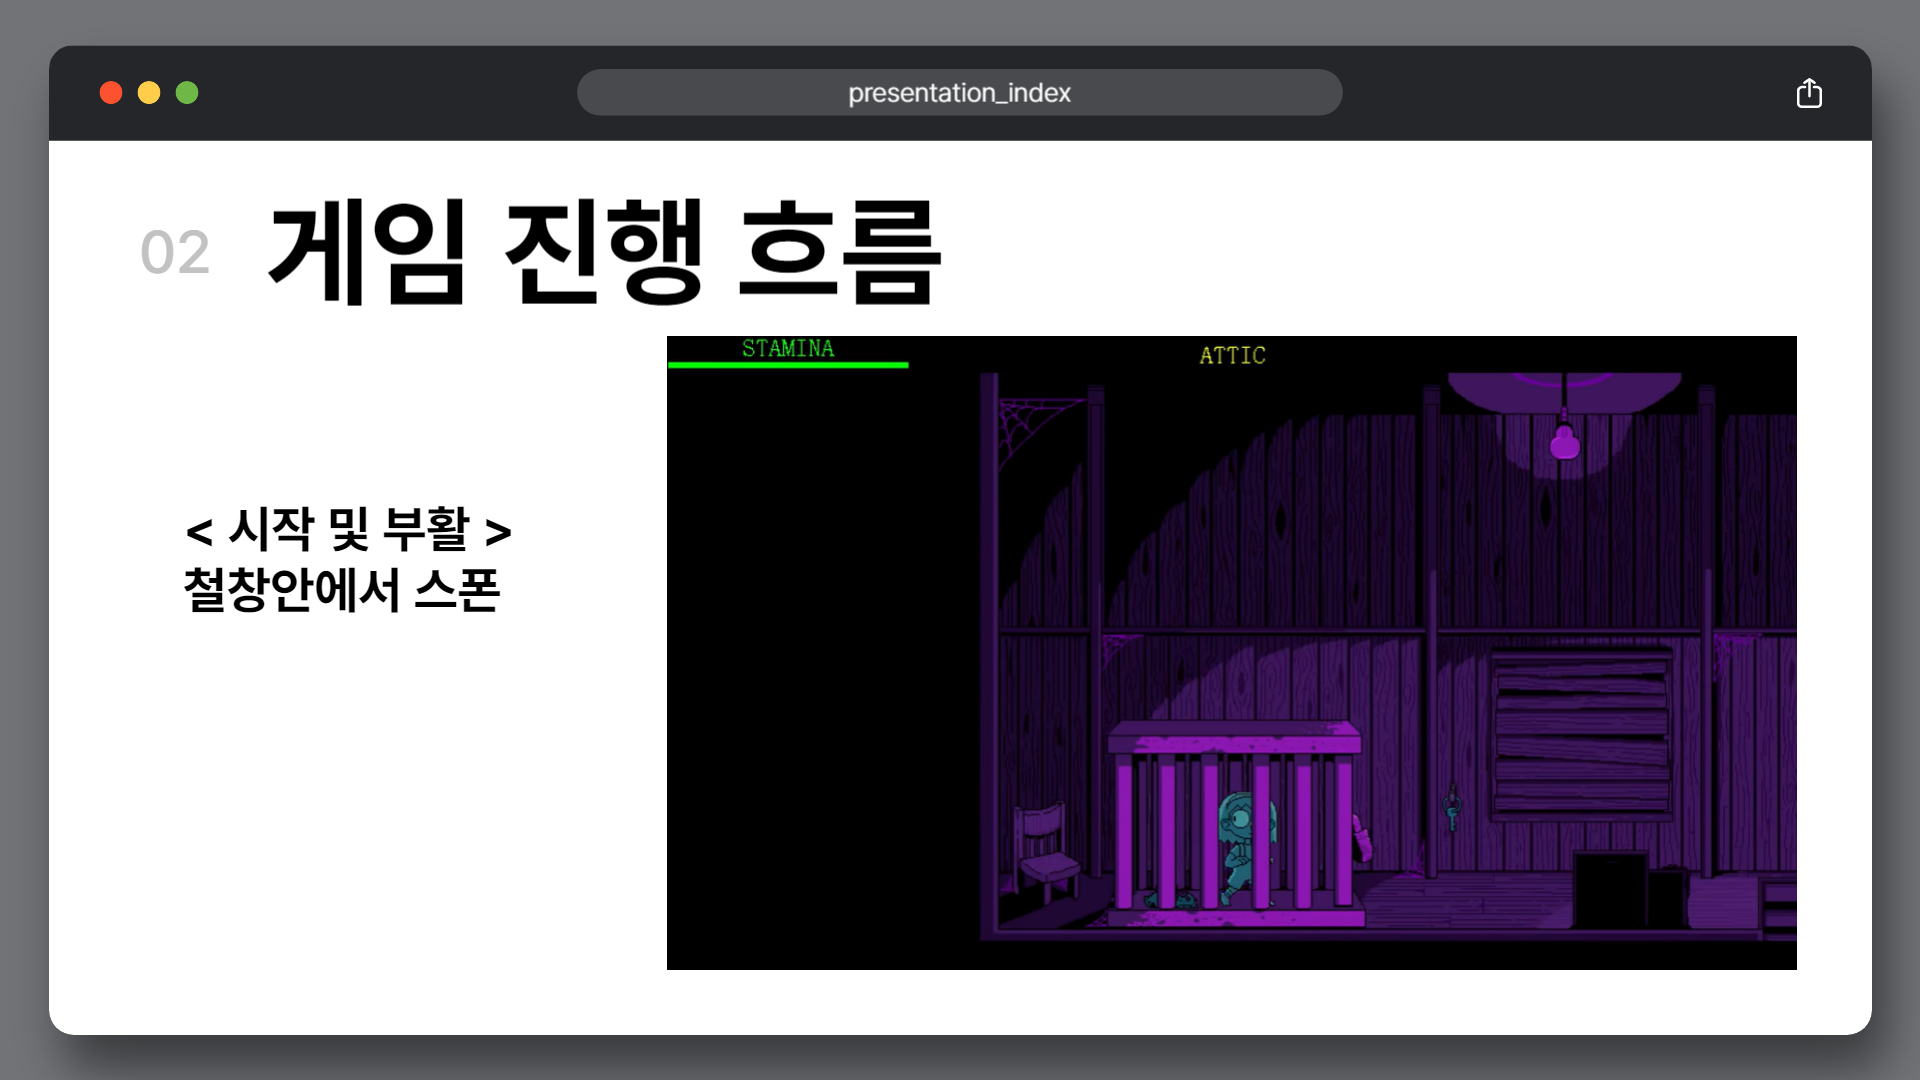 presentation_index
02 게임 진행 흐름
STAMINA
ATTIC
< 시작 및 부활 >
철창안에서 스폰